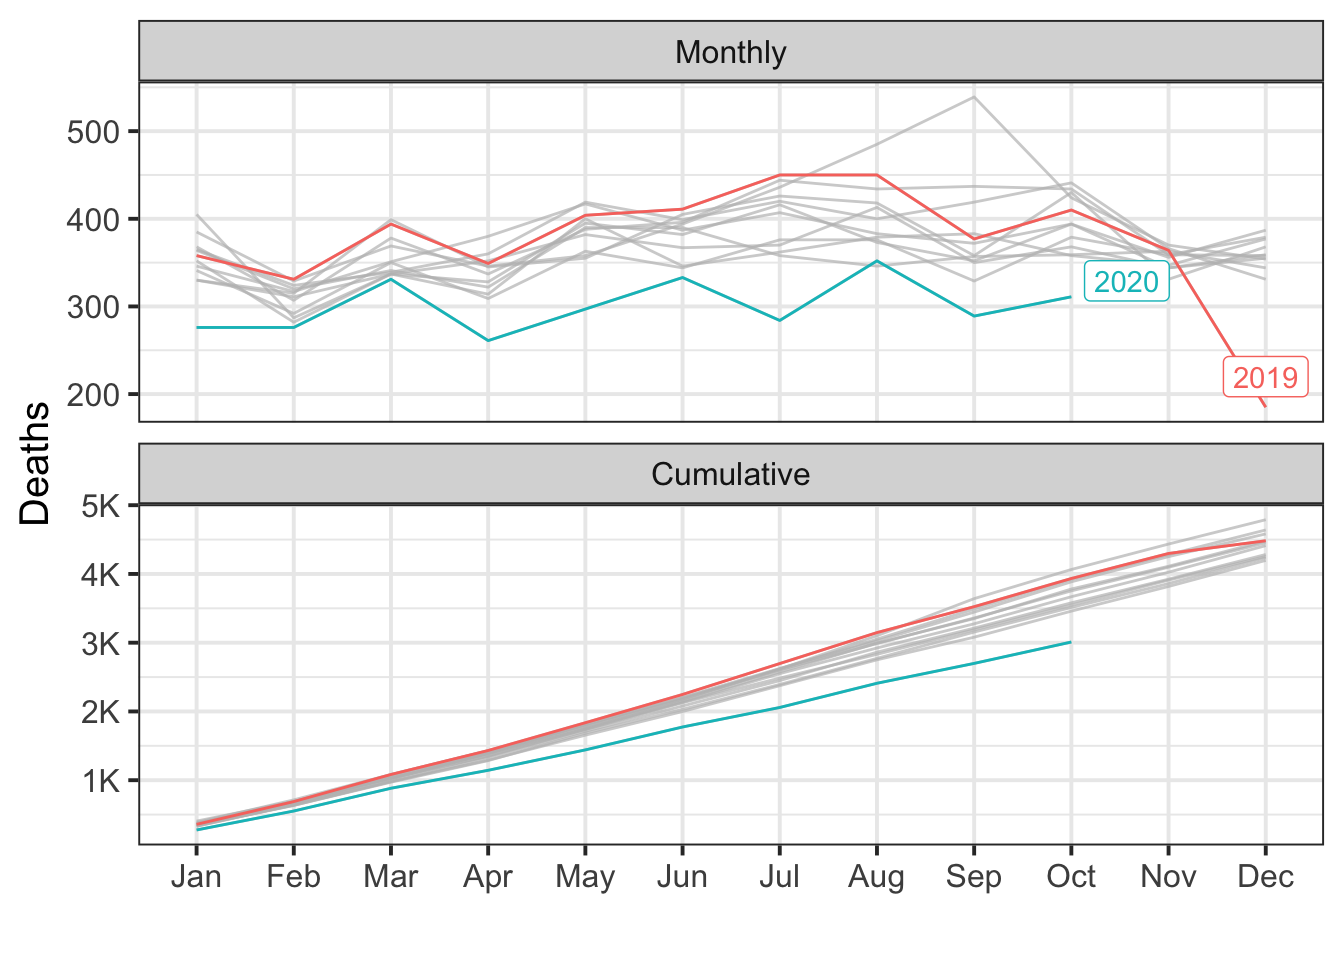 Monthly
500
400
300
200
2020
2019
Deaths
Cumulative
5K
4K
3K
2K
1K
Jan Feb Mar Apr May Jun Jul Aug Sep Oct Nov Dec